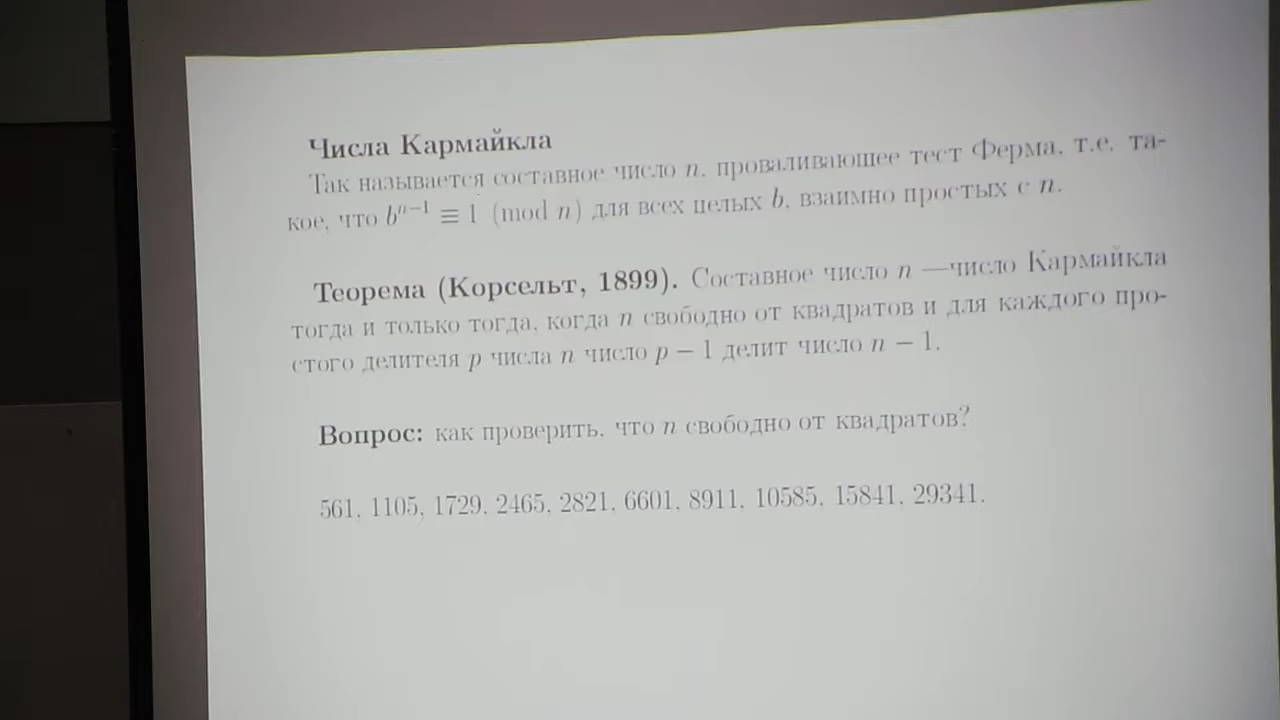 Числа Кармайкла
Так называется составное число n, проваливающее тест Ферма, т.е. та-
кое, что bⁿ⁻¹ ≡ 1 (mod n) для всех целых b, взаимно простых с n.
Теорема (Корсельт, 1899). Составное число n —число Кармайкла
тогда и только тогда, когда n свободно от квадратов и для каждого про-
стого делителя p числа n число p − 1 делит число n − 1.
Вопрос: как проверить, что n свободно от квадратов?
561, 1105, 1729, 2465, 2821, 6601, 8911, 10585, 15841, 29341.